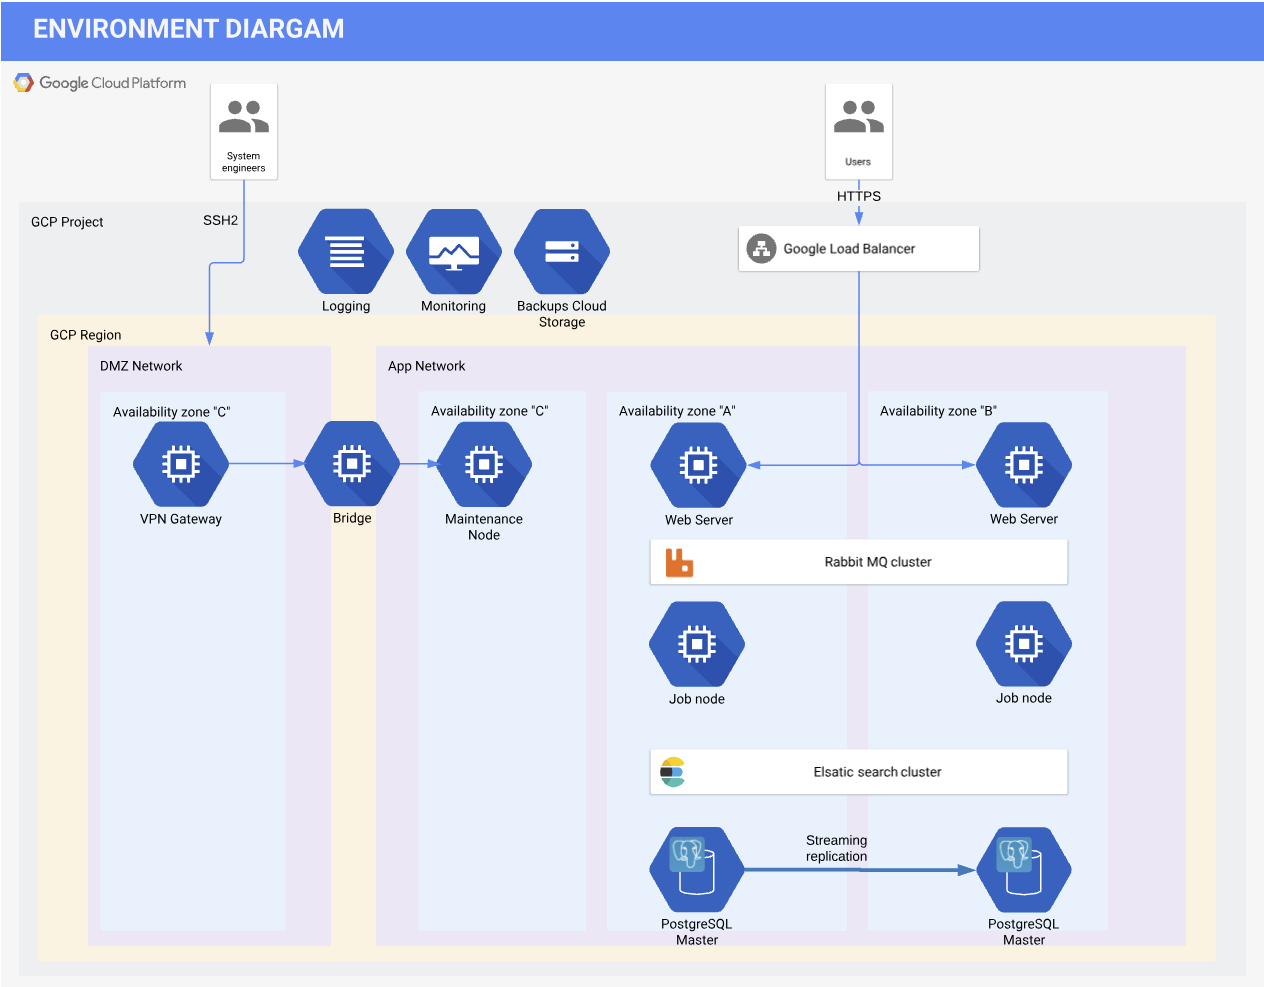 ENVIRONMENT DIARGAM
Google Cloud Platform
System
engineers
Users
HTTPS
SSH2
GCP Project
Google Load Balancer
Logging
Monitoring
Backups Cloud
Storage
GCP Region
DMZ Network
App Network
Availability zone "C"
Availability zone "C"
Availability zone "A"
Availability zone "B"
VPN Gateway
Bridge
Maintenance
Node
Web Server
Web Server
Rabbit MQ cluster
Job node
Job node
Elsatic search cluster
Streaming
replication
PostgreSQL
Master
PostgreSQL
Master